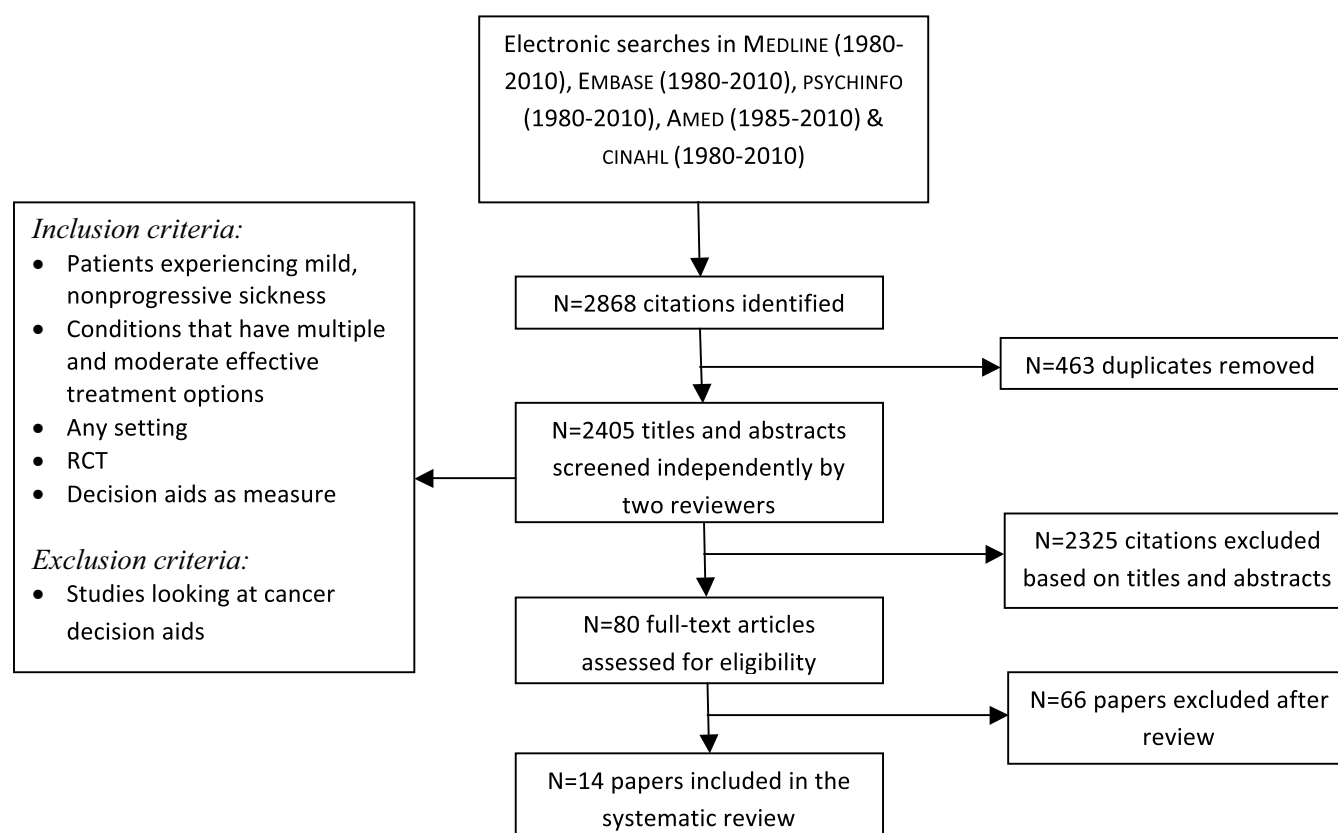 Electronic searches in MEDLINE (1980-
2010), EMBASE (1980-2010), PSYCHINFO
(1980-2010), AMED (1985-2010) &
CINAHL (1980-2010)
Inclusion criteria:
• Patients experiencing mild,
nonprogressive sickness
• Conditions that have multiple
and moderate effective
treatment options
• Any setting
• RCT
• Decision aids as measure
Exclusion criteria:
• Studies looking at cancer
decision aids
N=2868 citations identified
N=463 duplicates removed
N=2405 titles and abstracts
screened independently by
two reviewers
N=2325 citations excluded
based on titles and abstracts
N=80 full-text articles
assessed for eligibility
N=66 papers excluded after
review
N=14 papers included in the
systematic review